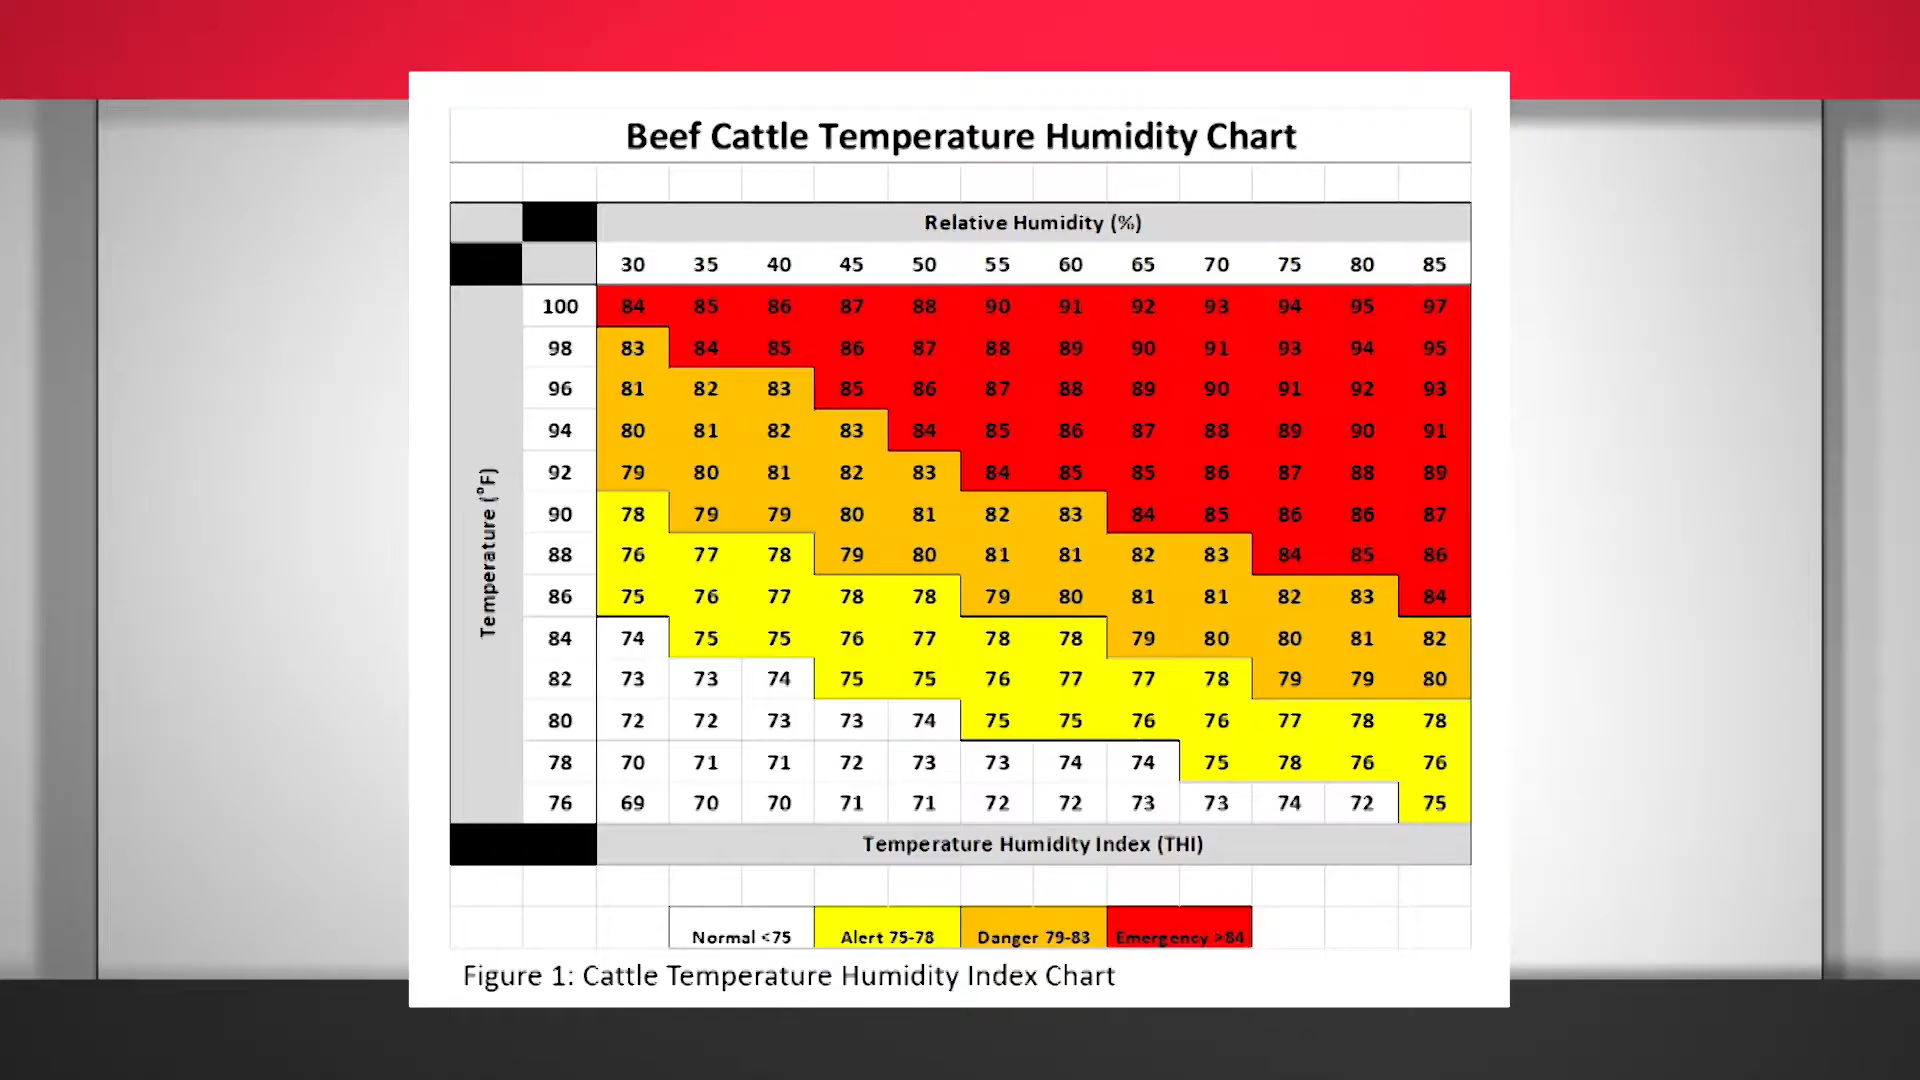 Beef Cattle Temperature Humidity Chart
Relative Humidity (%)
30 35 40 45 50 55 60 65 70 75 80 85
Temperature (°F)
100 84 85 86 87 88 90 91 92 93 94 95 97
98 83 84 85 86 87 88 89 90 91 93 94 95
96 81 82 83 85 86 87 88 89 90 91 92 93
94 80 81 82 83 84 85 86 87 88 89 90 91
92 79 80 81 82 83 84 85 85 86 87 88 89
90 78 79 79 80 81 82 83 84 85 86 86 87
88 76 77 78 79 80 81 81 82 83 84 85 86
86 75 76 77 78 78 79 80 81 81 82 83 84
84 74 75 75 76 77 78 78 79 80 80 81 82
82 73 73 74 75 75 76 77 77 78 79 79 80
80 72 72 73 73 74 75 75 76 76 77 78 78
78 70 71 71 72 73 73 74 74 75 78 76 76
76 69 70 70 71 71 72 72 73 73 74 72 75
Temperature Humidity Index (THI)
Normal <75 Alert 75-78 Danger 79-83 Emergency >84
Figure 1: Cattle Temperature Humidity Index Chart